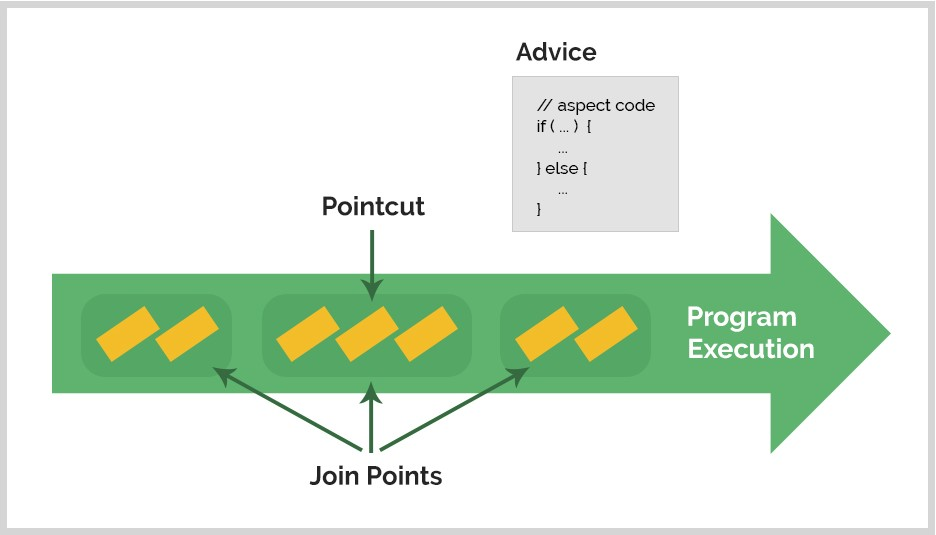 Advice
// aspect code
if ( ... ) {
...
} else {
...
}
Pointcut
Program
Execution
Join Points